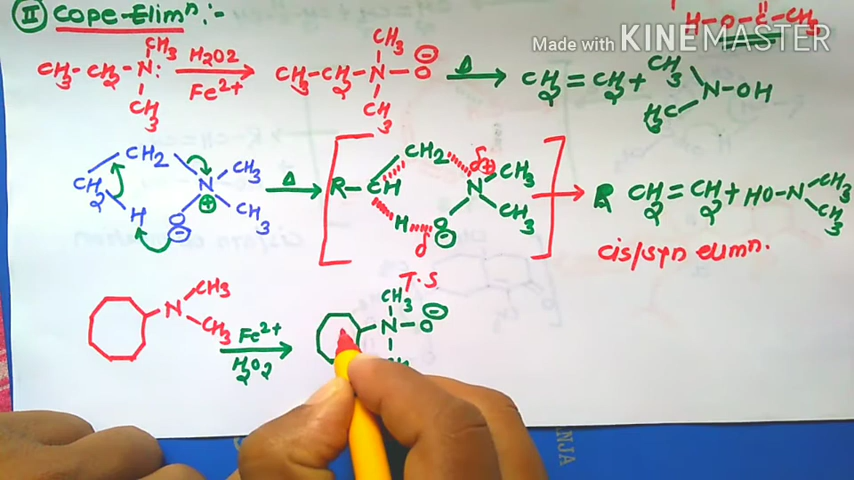 II Cope-Elimⁿ:-
H-O-C-CH3
Made with KINEMASTER
CH3-CH2-N: CH3 CH3
H2O2
Fe2+
CH3-CH2-N-O⊖ CH3 CH3
Δ
CH2=CH2+ CH3 H3C N-OH
CH2 CH2 H N⊕ CH3 CH3 O⊖
Δ
R-CH CH2 H N CH3 CH3 O⊖ δ+ δ
T.S
R CH2=CH2+ HO-N CH3 CH3
cis/syn elimn.
N CH3 CH3
Fe2+
H2O2
CH3
N-O⊖
NJA